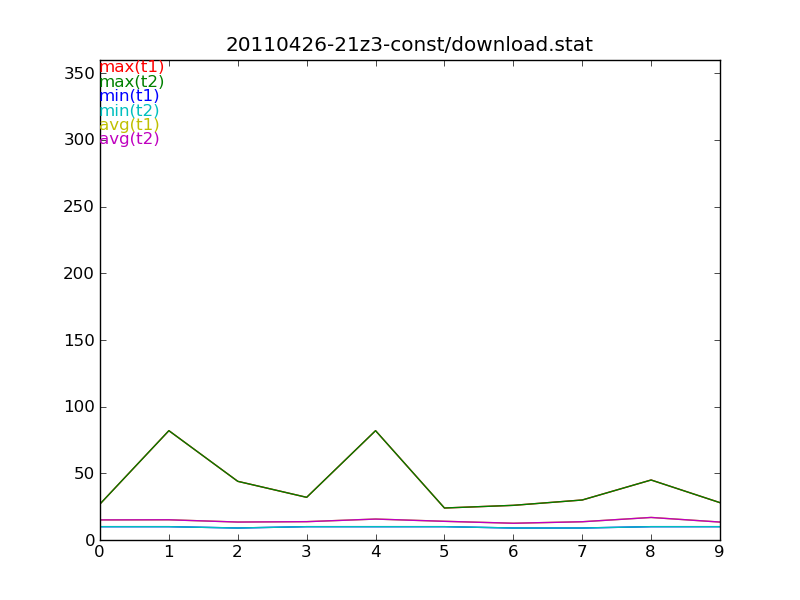 20110426-21z3-const/download.stat
max(t1)
max(t2)
min(t1)
min(t2)
avg(t1)
avg(t2)
350
300
250
200
150
100
50
0
0 1 2 3 4 5 6 7 8 9